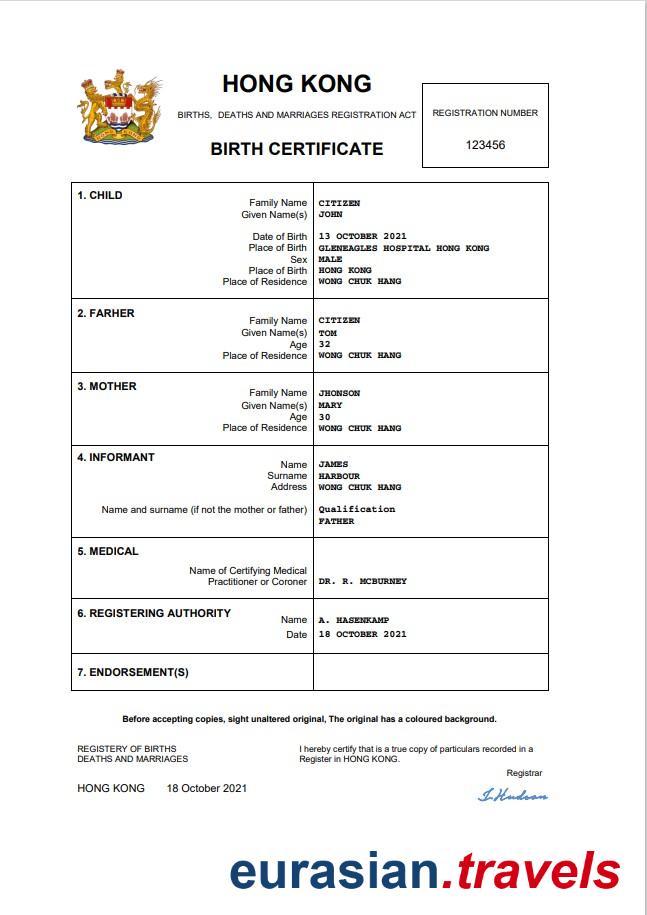 HONG KONG
BIRTHS, DEATHS AND MARRIAGES REGISTRATION ACT
BIRTH CERTIFICATE
REGISTRATION NUMBER
123456
1. CHILD
Family Name CITIZEN
Given Name(s) JOHN
Date of Birth 13 OCTOBER 2021
Place of Birth GLENEAGLES HOSPITAL HONG KONG
Sex MALE
Place of Birth HONG KONG
Place of Residence WONG CHUK HANG
2. FARHER
Family Name CITIZEN
Given Name(s) TOM
Age 32
Place of Residence WONG CHUK HANG
3. MOTHER
Family Name JHONSON
Given Name(s) MARY
Age 30
Place of Residence WONG CHUK HANG
4. INFORMANT
Name JAMES
Surname HARBOUR
Address WONG CHUK HANG
Name and surname (if not the mother or father) Qualification
FATHER
5. MEDICAL
Name of Certifying Medical
Practitioner or Coroner DR. R. MCBURNEY
6. REGISTERING AUTHORITY
Name A. HASENKAMP
Date 18 OCTOBER 2021
7. ENDORSEMENT(S)
Before accepting copies, sight unaltered original, The original has a coloured background.
REGISTERY OF BIRTHS
DEATHS AND MARRIAGES
I hereby certify that is a true copy of particulars recorded in a
Register in HONG KONG.
Registrar
HONG KONG 18 October 2021
I.Hudson
eurasian.travels